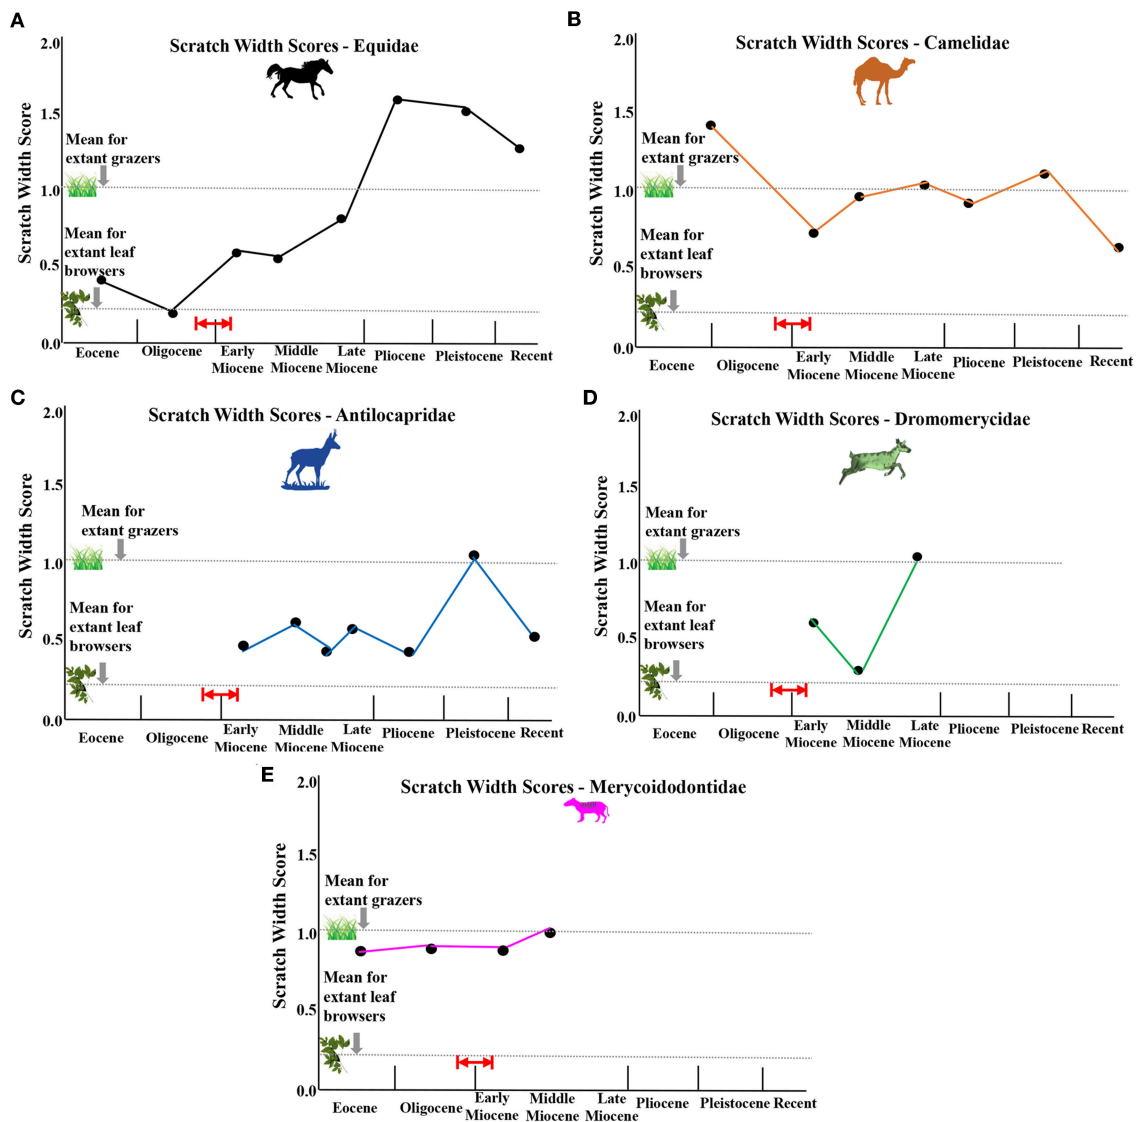 A
Scratch Width Scores - Equidae
Scratch Width Score
2.0
1.5
1.0
0.5
0.0
Mean for
extant grazers
Mean for
extant leaf
browsers
Eocene
Oligocene
Early
Miocene
Middle
Miocene
Late
Miocene
Pliocene
Pleistocene
Recent
B
Scratch Width Scores - Camelidae
Scratch Width Score
2.0
1.5
1.0
0.5
0.0
Mean for
extant grazers
Mean for
extant leaf
browsers
Eocene
Oligocene
Early
Miocene
Middle
Miocene
Late
Miocene
Pliocene
Pleistocene
Recent
C
Scratch Width Scores - Antilocapridae
Scratch Width Score
2.0
1.5
1.0
0.5
0.0
Mean for
extant grazers
Mean for
extant leaf
browsers
Eocene
Oligocene
Early
Miocene
Middle
Miocene
Late
Miocene
Pliocene
Pleistocene
Recent
D
Scratch Width Scores - Dromomerycidae
Scratch Width Score
2.0
1.5
1.0
0.5
0.0
Mean for
extant grazers
Mean for
extant leaf
browsers
Eocene
Oligocene
Early
Miocene
Middle
Miocene
Late
Miocene
Pliocene
Pleistocene
Recent
E
Scratch Width Scores - Merycoidodontidae
Scratch Width Score
2.0
1.5
1.0
0.5
0.0
Mean for
extant grazers
Mean for
extant leaf
browsers
Eocene
Oligocene
Early
Miocene
Middle
Miocene
Late
Miocene
Pliocene
Pleistocene
Recent